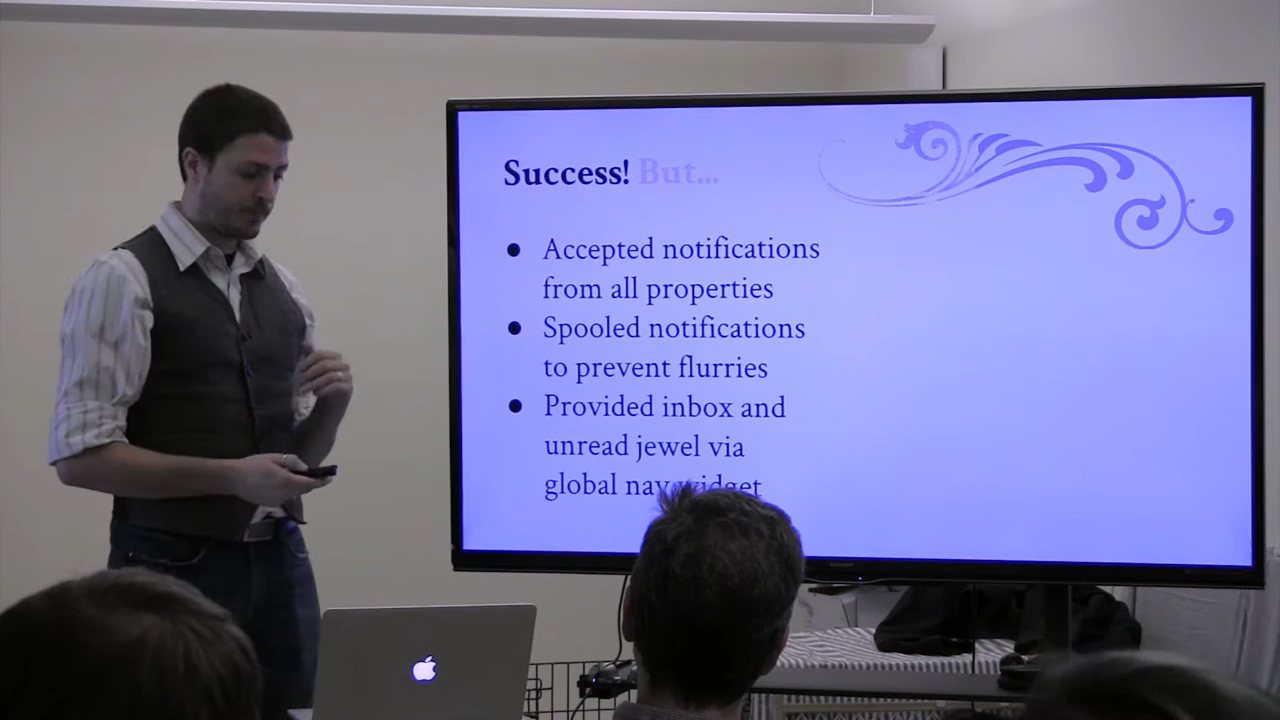 Success! But...
● Accepted notifications
from all properties
● Spooled notifications
to prevent flurries
● Provided inbox and
unread jewel via
global nav widget